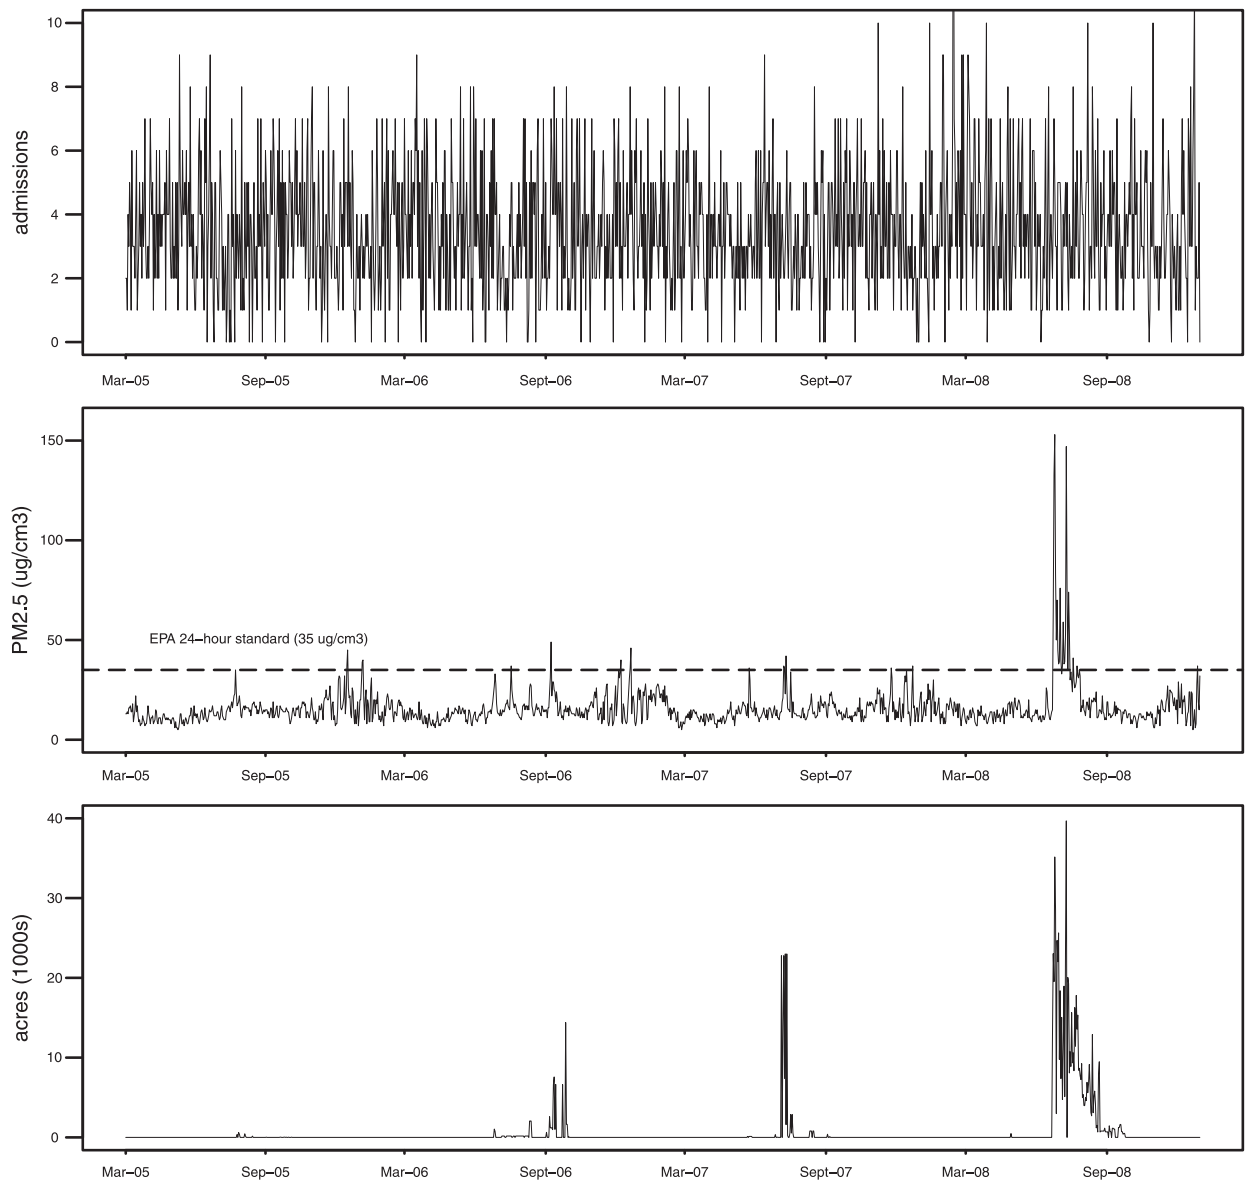 admissions
10
8
6
4
2
0
Mar–05 Sep–05 Mar–06 Sept–06 Mar–07 Sept–07 Mar–08 Sep–08
PM2.5 (ug/cm3)
150
100
50
0
EPA 24–hour standard (35 ug/cm3)
Mar–05 Sep–05 Mar–06 Sept–06 Mar–07 Sept–07 Mar–08 Sep–08
acres (1000s)
40
30
20
10
0
Mar–05 Sep–05 Mar–06 Sept–06 Mar–07 Sept–07 Mar–08 Sep–08